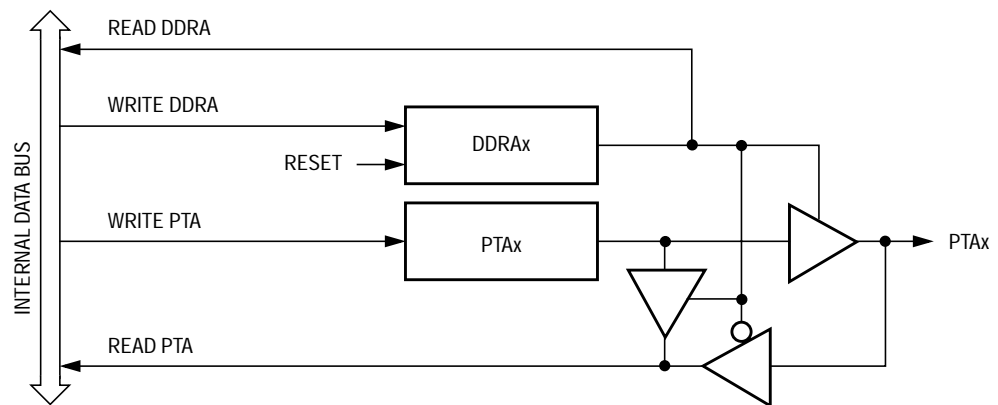 READ DDRA
WRITE DDRA
DDRAx
RESET
INTERNAL DATA BUS
WRITE PTA
PTAx
PTAx
READ PTA